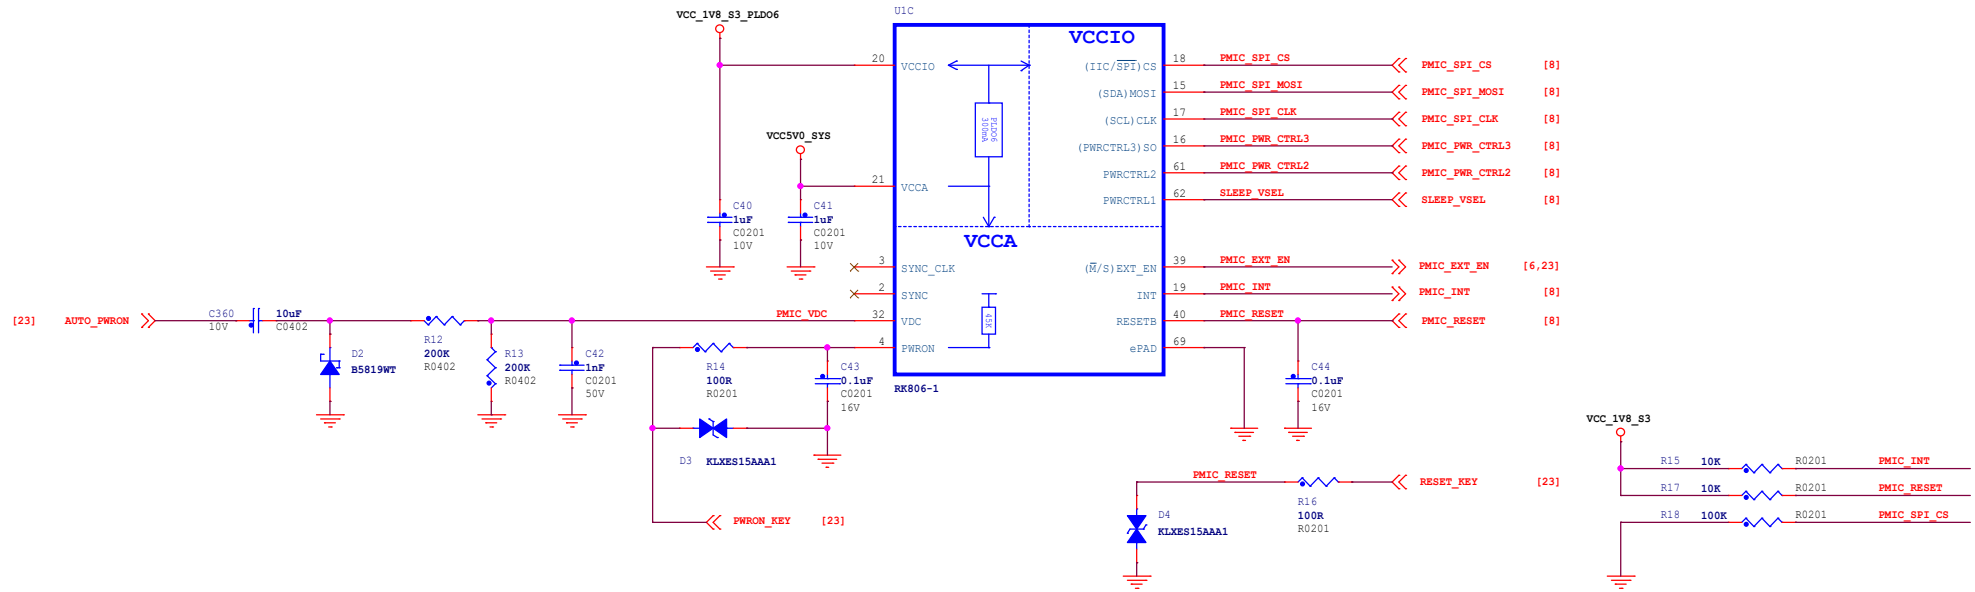 U1C
VCC_1V8_S3_PLDO6
VCCIO
20 VCCIO
PLDO6
300mA
(IIC/SPI)CS 18 PMIC_SPI_CS PMIC_SPI_CS [8]
(SDA)MOSI 15 PMIC_SPI_MOSI PMIC_SPI_MOSI [8]
(SCL)CLK 17 PMIC_SPI_CLK PMIC_SPI_CLK [8]
VCC5V0_SYS
(PWRCTRL3)SO 16 PMIC_PWR_CTRL3 PMIC_PWR_CTRL3 [8]
PWRCTRL2 61 PMIC_PWR_CTRL2 PMIC_PWR_CTRL2 [8]
21 VCCA
PWRCTRL1 62 SLEEP_VSEL SLEEP_VSEL [8]
C40
1uF
C0201
10V
C41
1uF
C0201
10V
VCCA
3 SYNC_CLK
(M/S)EXT_EN 39 PMIC_EXT_EN PMIC_EXT_EN [6,23]
2 SYNC
INT 19 PMIC_INT PMIC_INT [8]
45K
[23] AUTO_PWRON
C360
10V
10uF
C0402
PMIC_VDC 32 VDC
RESETB 40 PMIC_RESET PMIC_RESET [8]
4 PWRON
ePAD 69
D2
B5819WT
R12
200K
R0402
R13
200K
R0402
C42
1nF
C0201
50V
R14
100R
R0201
C43
0.1uF
C0201
16V
RK806-1
C44
0.1uF
C0201
16V
D3 KLXES15AAA1
PWRON_KEY [23]
PMIC_RESET
R16
100R
R0201
RESET_KEY [23]
D4
KLXES15AAA1
VCC_1V8_S3
R15 10K R0201 PMIC_INT
R17 10K R0201 PMIC_RESET
R18 100K R0201 PMIC_SPI_CS